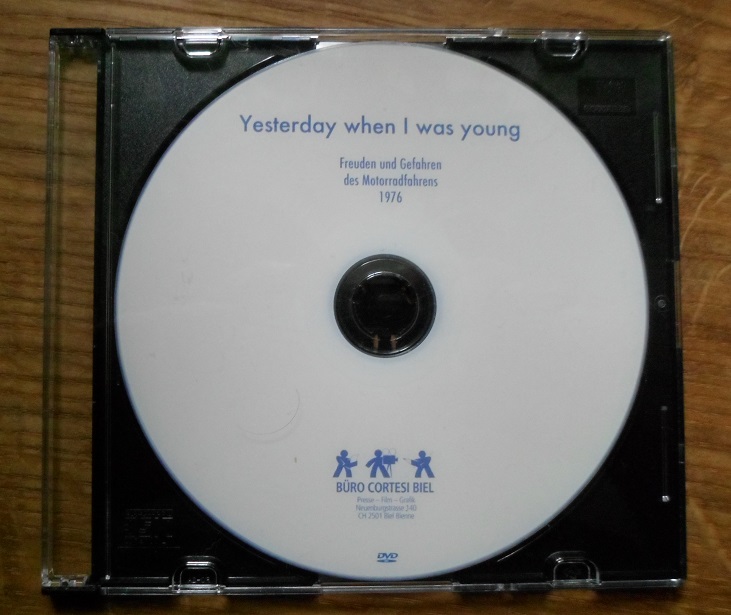 Yesterday when I was young
Freuden und Gefahren
des Motorradfahrens
1976
BÜRO CORTESI BIEL
Presse – Film – Grafik
Neuenburgstrasse 140
CH 2501 Biel Bienne
DVD